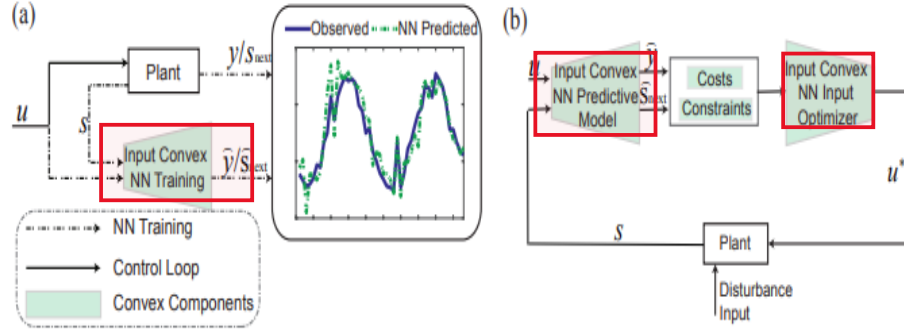 (a)
Observed
NN Predicted
y/s_next
Plant
u
s
Input Convex
NN Training
ŷ/ŝ_next
NN Training
Control Loop
Convex Components
(b)
u
Input Convex
NN Predictive
Model
ŷ
ŝ_next
Costs
Constraints
Input Convex
NN Input
Optimizer
u*
s
Plant
Disturbance
Input